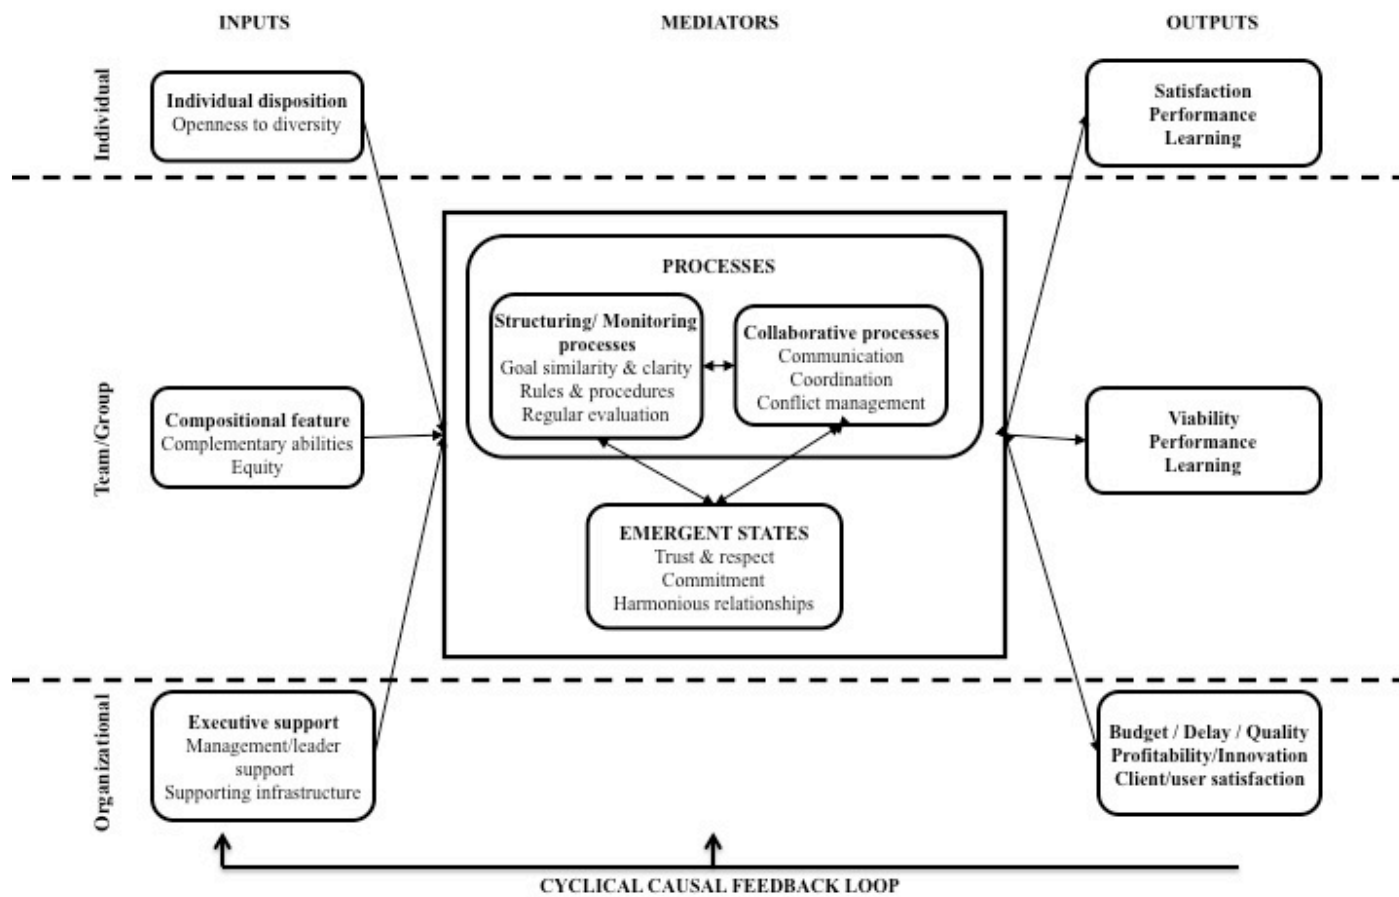 INPUTS
MEDIATORS
OUTPUTS
Individual
Individual disposition
Openness to diversity
Satisfaction
Performance
Learning
Team/Group
Compositional feature
Complementary abilities
Equity
PROCESSES
Structuring/ Monitoring
processes
Goal similarity & clarity
Rules & procedures
Regular evaluation
Collaborative processes
Communication
Coordination
Conflict management
EMERGENT STATES
Trust & respect
Commitment
Harmonious relationships
Viability
Performance
Learning
Organizational
Executive support
Management/leader
support
Supporting infrastructure
Budget / Delay / Quality
Profitability/Innovation
Client/user satisfaction
CYCLICAL CAUSAL FEEDBACK LOOP